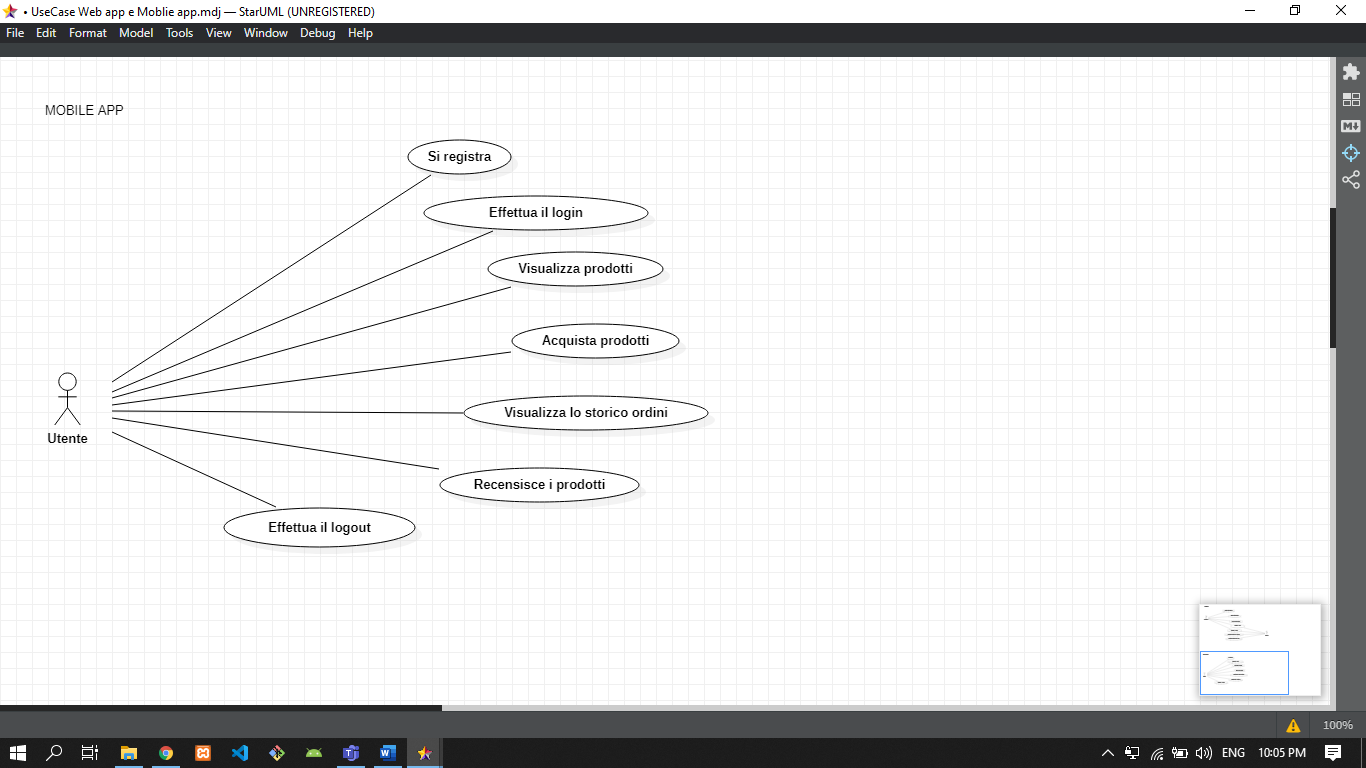 • UseCase Web app e Moblie app.mdj — StarUML (UNREGISTERED)
File Edit Format Model Tools View Window Debug Help
MOBILE APP
Si registra
Effettua il login
Visualizza prodotti
Acquista prodotti
Visualizza lo storico ordini
Utente
Recensisce i prodotti
Effettua il logout
100%
ENG 10:05 PM